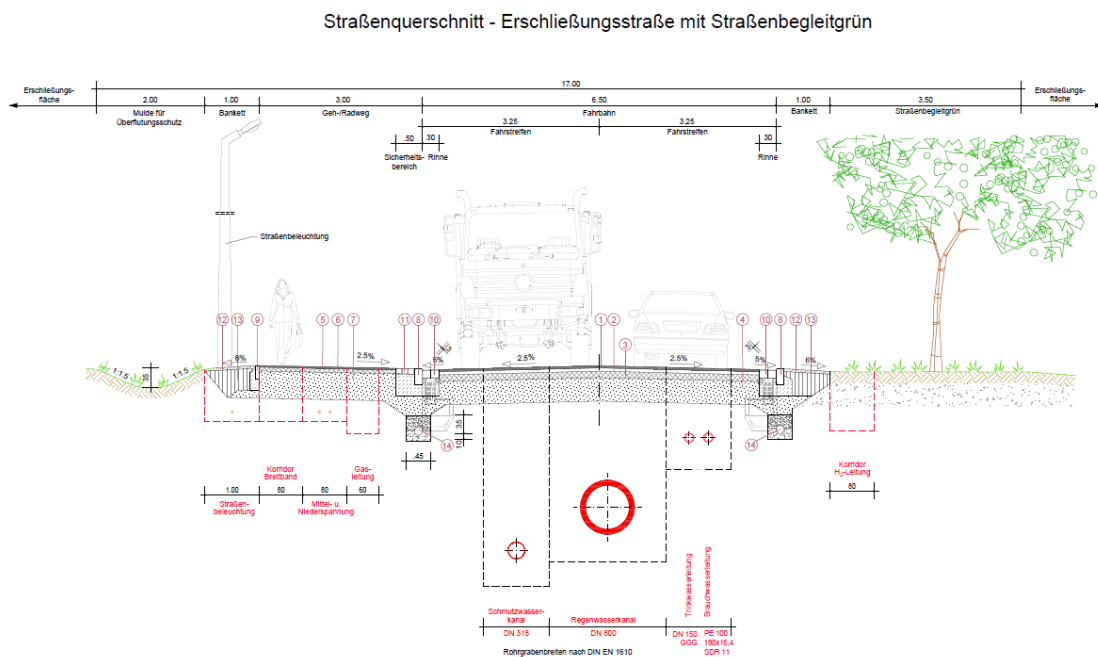 Straßenquerschnitt - Erschließungsstraße mit Straßenbegleitgrün
17.00
Erschließungs-
fläche
2.00
1.00
3.00
6.50
1.00
3.50
Erschließungs-
fläche
Mulde für
Überflutungsschutz
Bankett
Geh-/Radweg
Fahrbahn
Bankett
Straßenbegleitgrün
3.25
3.25
Fahrstreifen
Fahrstreifen
.50
30
30
Sicherheits-
bereich
Rinne
Rinne
Straßenbeleuchtung
12 13 9 5 6 7 11 8 10 1 2 4 10 8 12 13
3
1:1.5
35
1:1.5
6%
2.5%
5%
2.5%
2.5%
5%
6%
35
10
14
14
.45
Korridor
Breitband
Gas-
leitung
Korridor
H₂-Leitung
1.00
80
80
60
80
Straßen-
beleuchtung
Mittel- u.
Niederspannung
Trinkwasserleitung
Brauchwasserleitung
Schmutzwasser-
kanal
Regenwasserkanal
DN 315
DN 800
DN 150
GGG
PE 100
180x16,4
SDR 11
Rohrgrabenbreiten nach DIN EN 1610